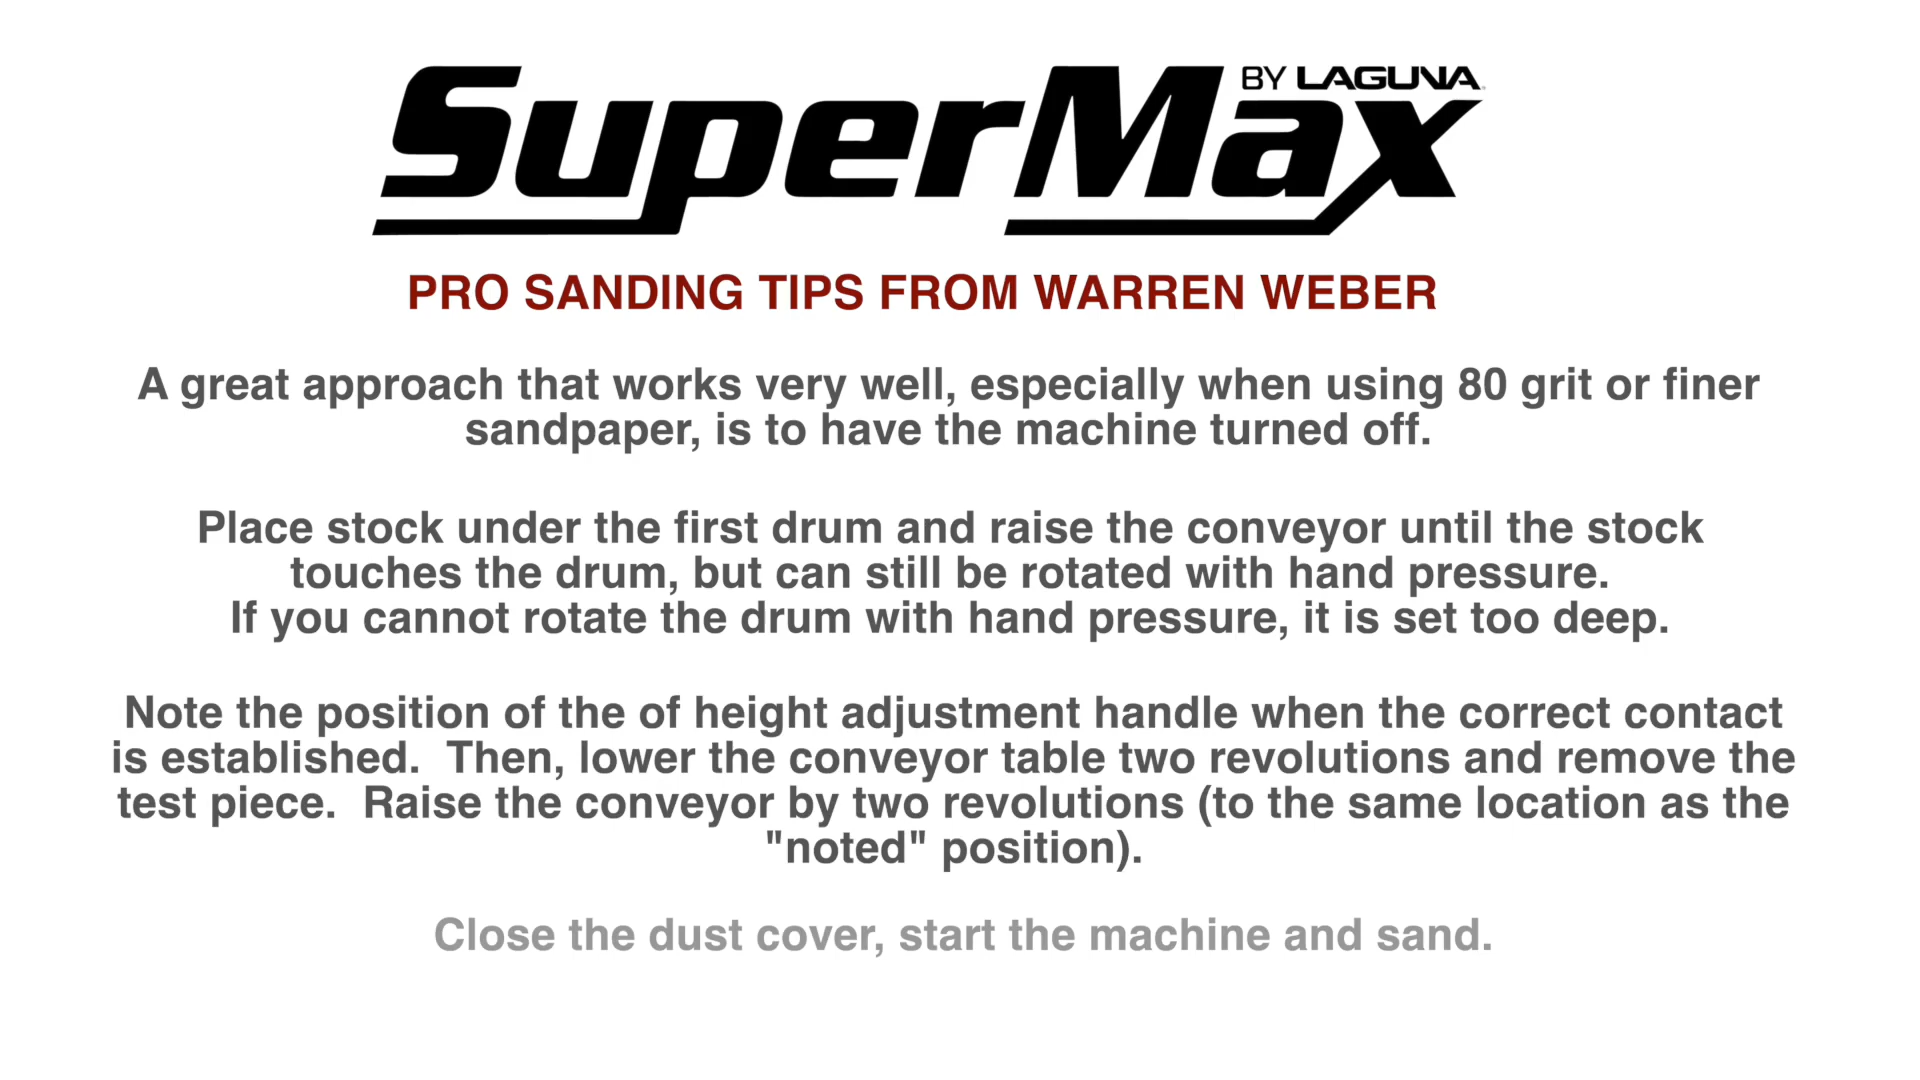 SuperMax BY LAGUNA
PRO SANDING TIPS FROM WARREN WEBER
A great approach that works very well, especially when using 80 grit or finer
sandpaper, is to have the machine turned off.
Place stock under the first drum and raise the conveyor until the stock
touches the drum, but can still be rotated with hand pressure.
If you cannot rotate the drum with hand pressure, it is set too deep.
Note the position of the of height adjustment handle when the correct contact
is established.  Then, lower the conveyor table two revolutions and remove the
test piece.  Raise the conveyor by two revolutions (to the same location as the
"noted" position).
Close the dust cover, start the machine and sand.